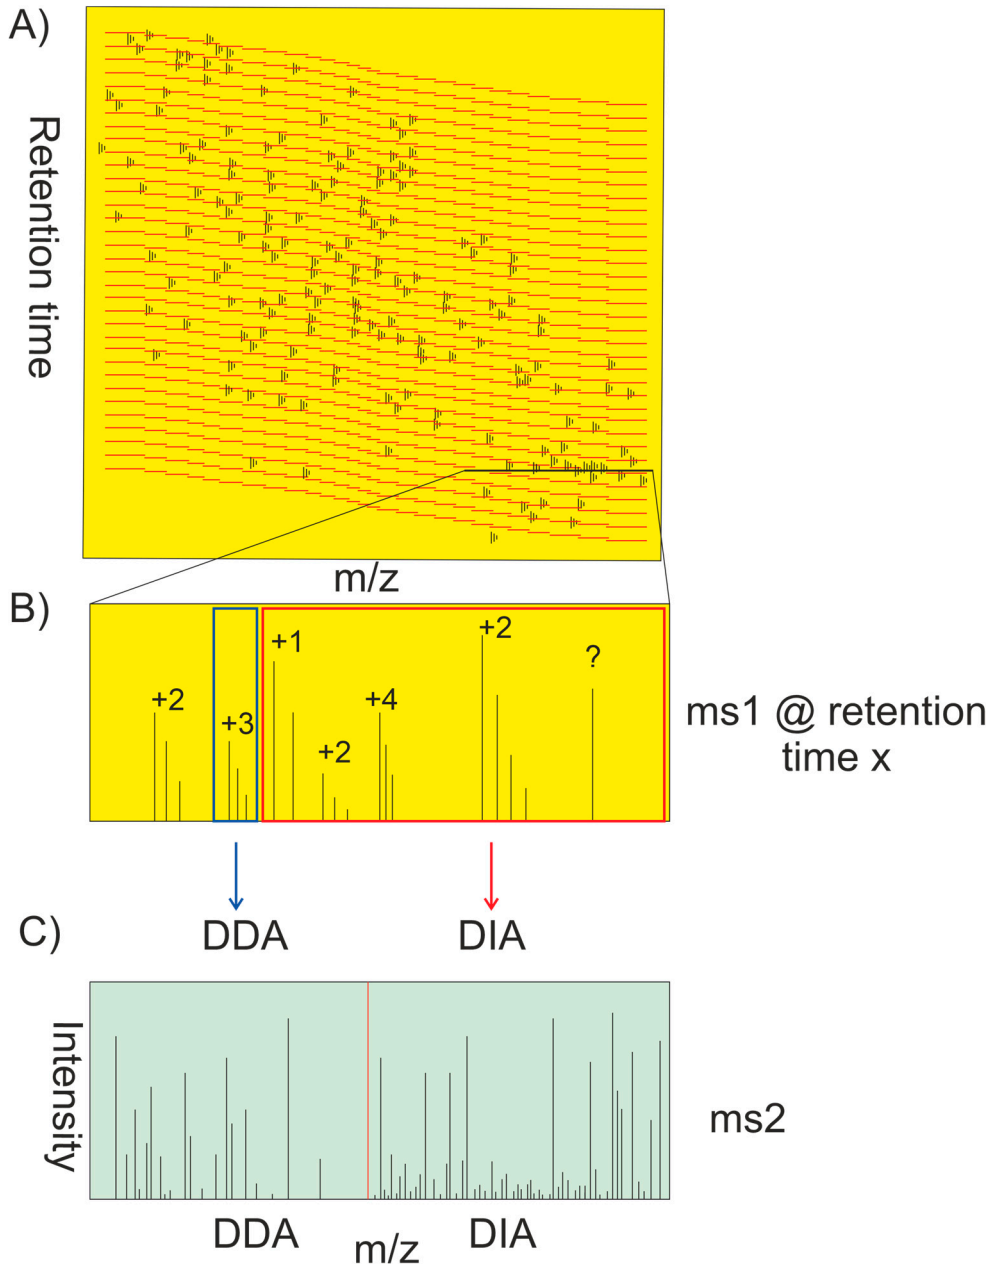 A)
Retention time
m/z
B)
+2
+3
+1
+2
+4
+2
?
ms1 @ retention
time x
DDA
DIA
C)
Intensity
ms2
DDA
m/z
DIA